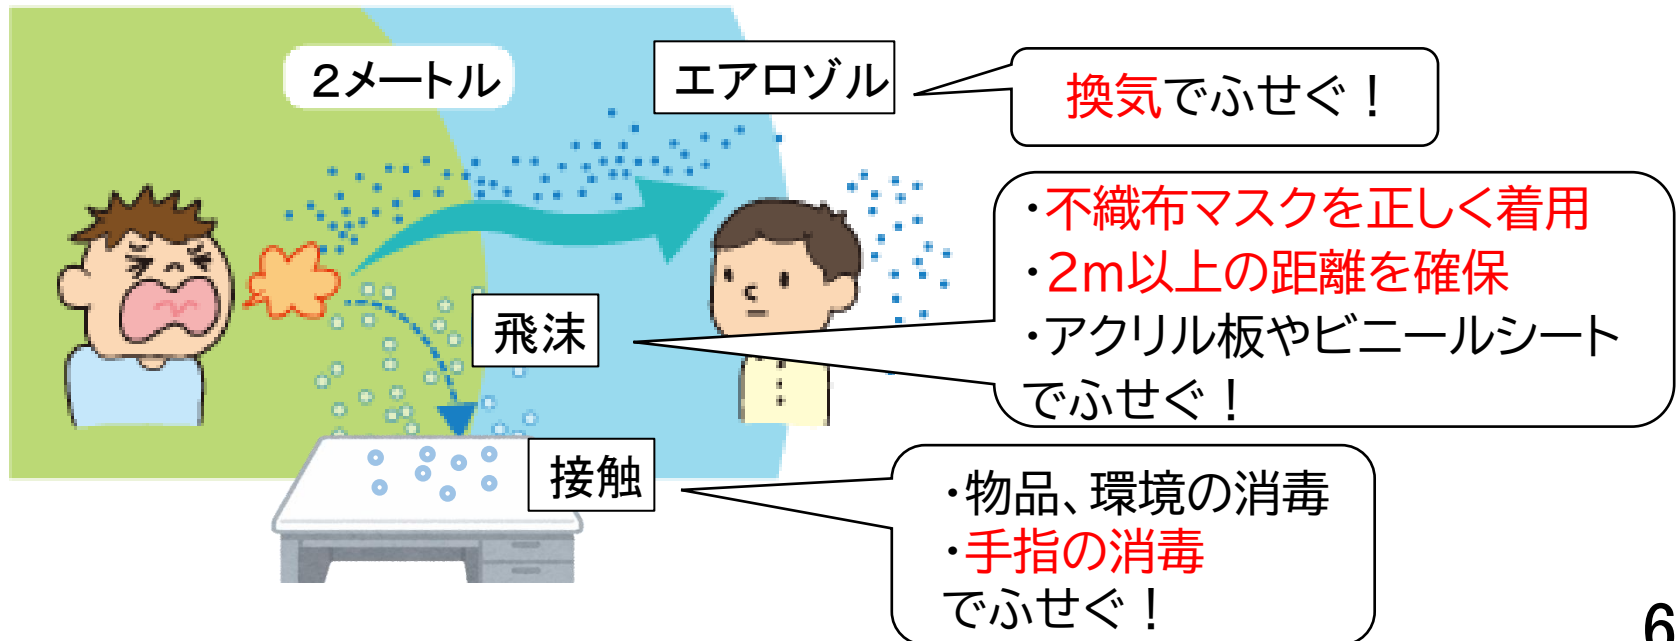 2メートル
エアロゾル
換気でふせぐ！
・不織布マスクを正しく着用
・2m以上の距離を確保
・アクリル板やビニールシート
でふせぐ！
飛沫
接触
・物品、環境の消毒
・手指の消毒
でふせぐ！
6